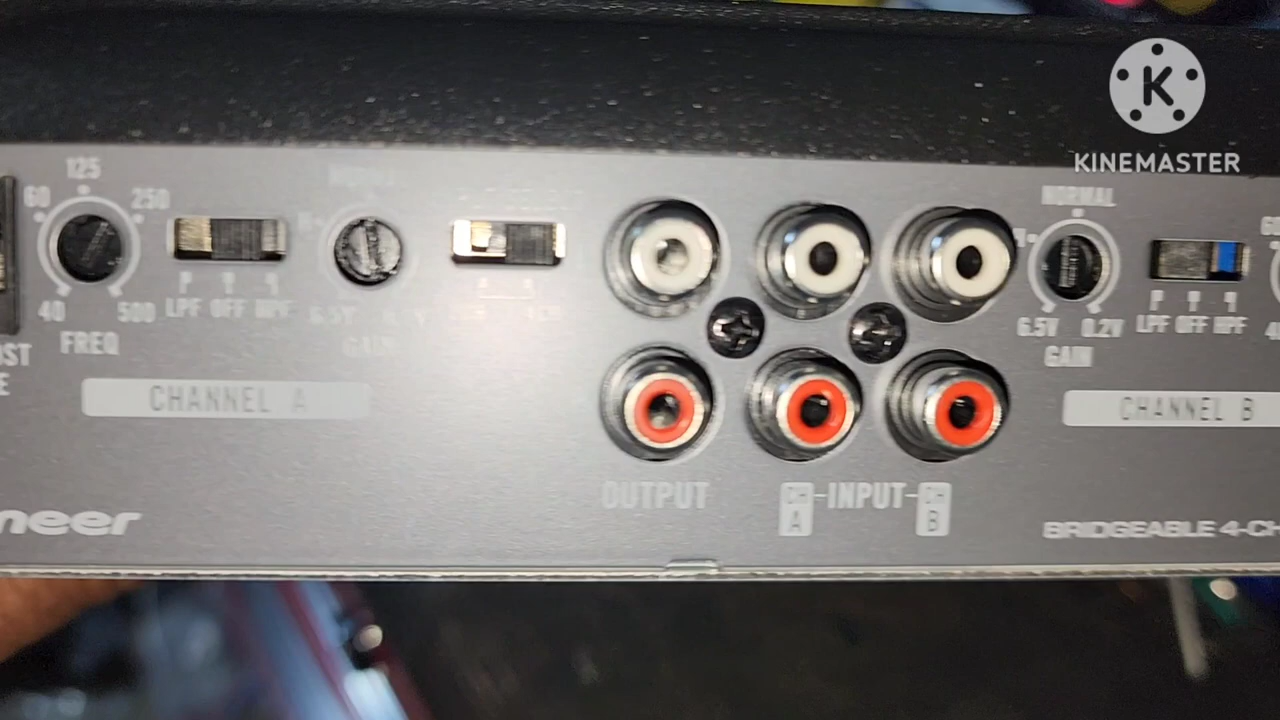 KINEMASTER
125
60
250
40
500
FREQ
LPF OFF HPF
GAIN
CHANNEL A
OUTPUT
CH A
INPUT
CH B
NORMAL
6.5V
0.2V
GAIN
LPF OFF HPF
CHANNEL B
BRIDGEABLE 4-CH
neer